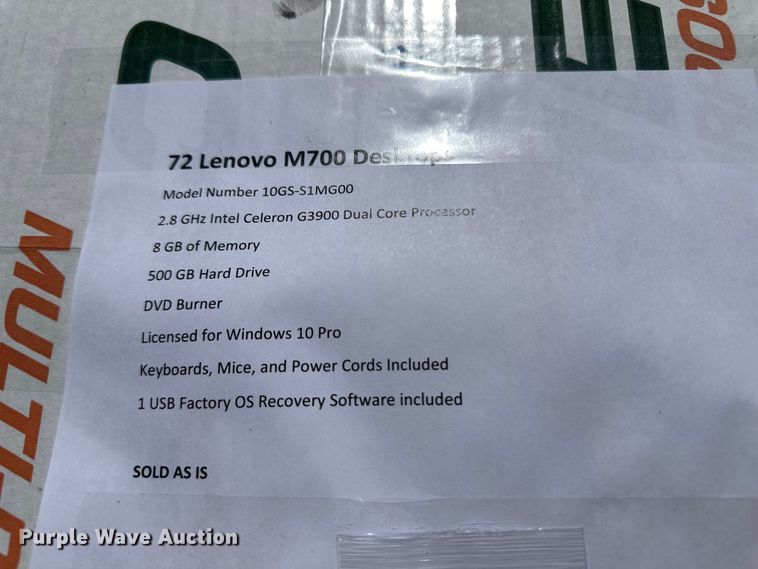 72 Lenovo M700 Desktops
Model Number 10GS-S1MG00
2.8 GHz Intel Celeron G3900 Dual Core Processor
8 GB of Memory
500 GB Hard Drive
DVD Burner
Licensed for Windows 10 Pro
Keyboards, Mice, and Power Cords Included
1 USB Factory OS Recovery Software included
SOLD AS IS
Purple Wave Auction